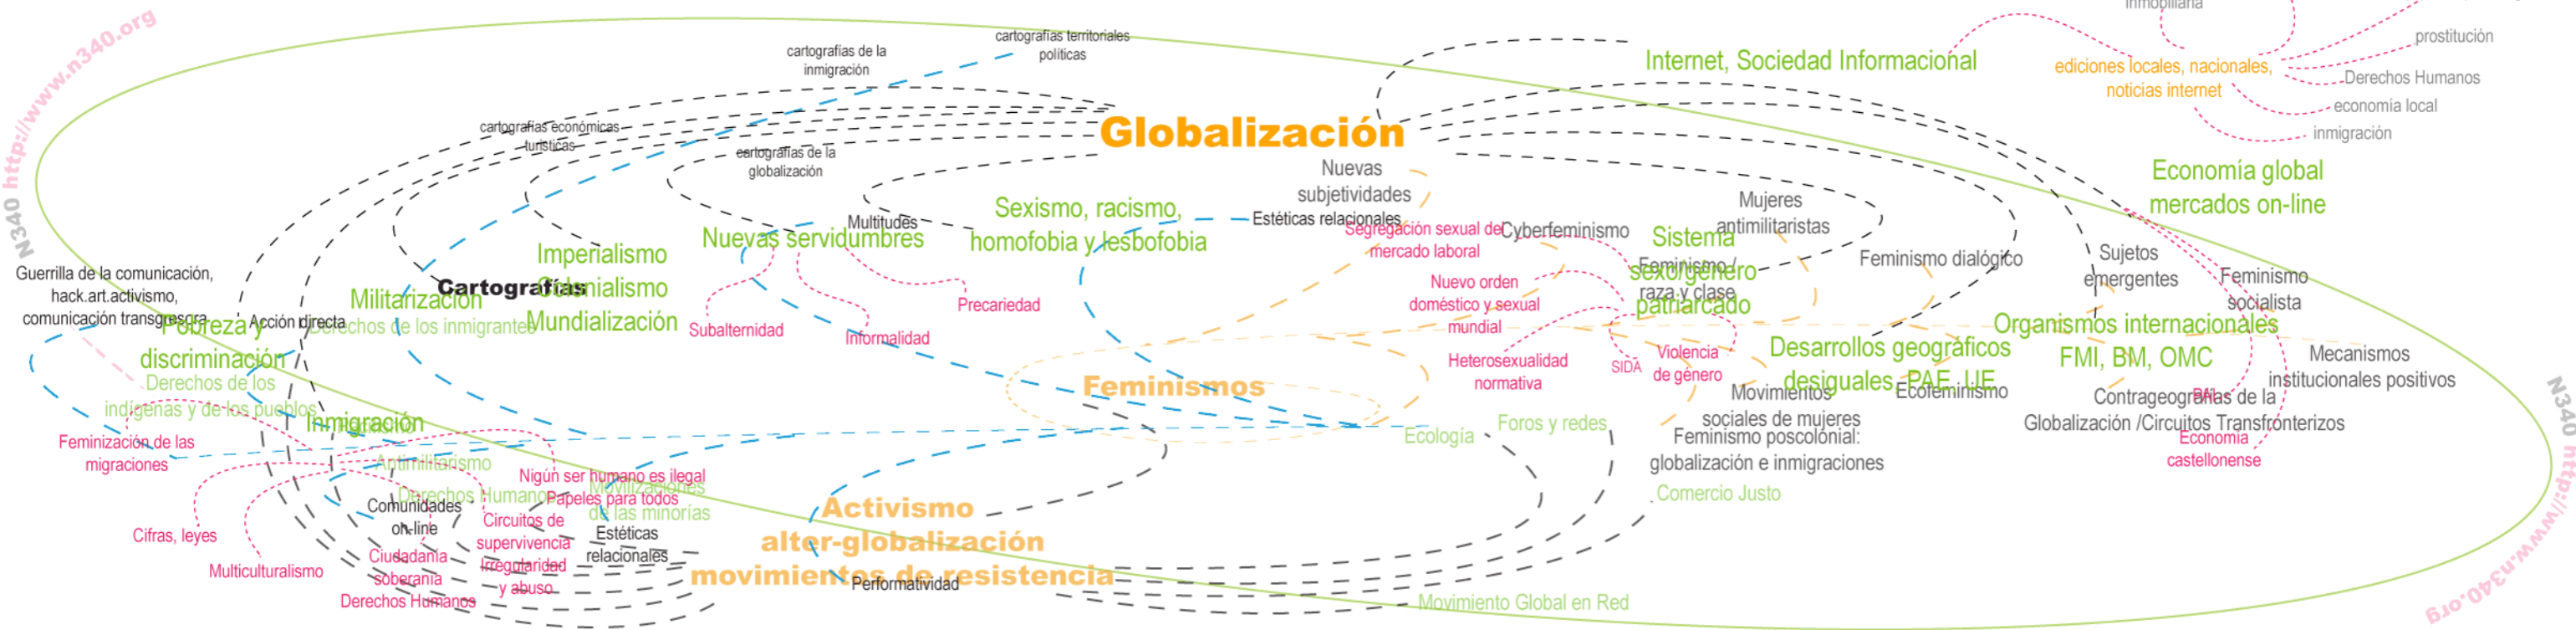 N340 http://www.n340.org
cartografías de la
inmigración
cartografías territoriales
políticas
cartografías económicas
turísticas
cartografías de la
globalización
Globalización
Internet, Sociedad Informacional
inmobiliaria
ediciones locales, nacionales,
noticias internet
prostitución
Derechos Humanos
economía local
inmigración
Economía global
mercados on-line
Nuevas
subjetividades
Estéticas relacionales
Sexismo, racismo,
homofobia y lesbofobia
Multitudes
Nuevas servidumbres
Imperialismo
Colonialismo
Mundialización
Cartografías
Militarización
Derechos de los inmigrantes
Acción directa
Guerrilla de la comunicación,
hack.art.activismo,
comunicación transgresora
Pobreza y
discriminación
Derechos de los
indígenas y de los pueblos
Inmigración
Subalternidad
Informalidad
Precariedad
Segregación sexual del
mercado laboral
Cyberfeminismo
Nuevo orden
doméstico y sexual
mundial
Heterosexualidad
normativa
SIDA
Violencia
de género
Sistema
sexo/género
patriarcado
Feminismo /
raza y clase
Mujeres
antimilitaristas
Feminismo dialógico
Sujetos
emergentes
Feminismo
socialista
Organismos internacionales
FMI, BM, OMC
Desarrollos geográficos
desiguales PAE, UE
Mecanismos
institucionales positivos
Movimientos
sociales de mujeres
Ecofeminismo
Contrageografías de la
Globalización /Circuitos Transfronterizos
Economía
castellonense
Feminismo poscolonial:
globalización e inmigraciones
Feminismos
Ecología
Foros y redes
Comercio Justo
Feminización de las
migraciones
Antimilitarismo
Derechos Humanos
Nigún ser humano es ilegal
Papeles para todos
Movilizaciones
de las minorías
Comunidades
on-line
Circuitos de
supervivencia
Irregularidad
y abuso
Estéticas
relacionales
Cifras, leyes
Multiculturalismo
Ciudadanía
soberanía
Derechos Humanos
Activismo
alter-globalización
movimientos de resistencia
Performatividad
Movimiento Global en Red
N340 http://www.n340.org